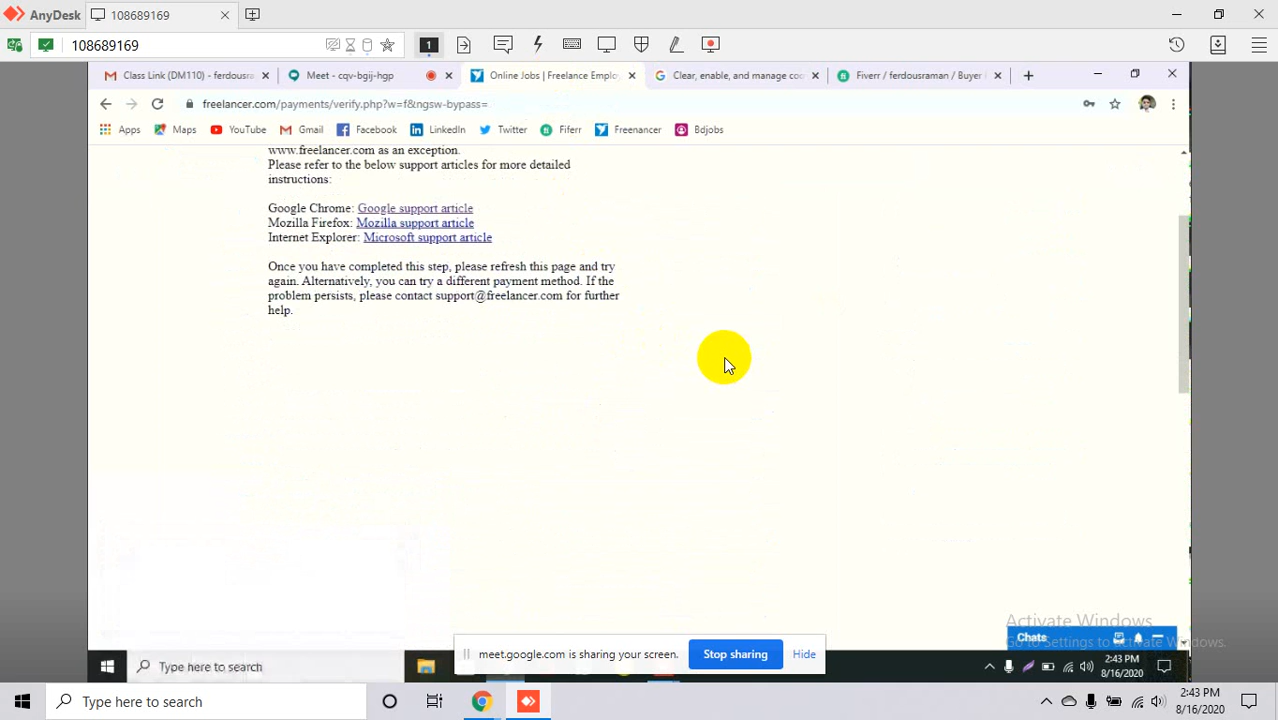 AnyDesk
108689169
108689169
1
Class Link (DM110) - ferdousra
Meet - cqv-bgij-hgp
Online Jobs | Freelance Emplo
Clear, enable, and manage coo
Fiverr / ferdousraman / Buyer
freelancer.com/payments/verify.php?w=f&ngsw-bypass=
Apps
Maps
YouTube
Gmail
Facebook
LinkedIn
Twitter
Fiferr
Freenancer
Bdjobs
www.freelancer.com as an exception.
Please refer to the below support articles for more detailed
instructions:
Google Chrome: Google support article
Mozilla Firefox: Mozilla support article
Internet Explorer: Microsoft support article
Once you have completed this step, please refresh this page and try
again. Alternatively, you can try a different payment method. If the
problem persists, please contact support@freelancer.com for further
help.
Activate Windows
Go to Settings to activate Windows.
Chats
meet.google.com is sharing your screen.
Stop sharing
Hide
Type here to search
2:43 PM
8/16/2020
Type here to search
2:43 PM
8/16/2020